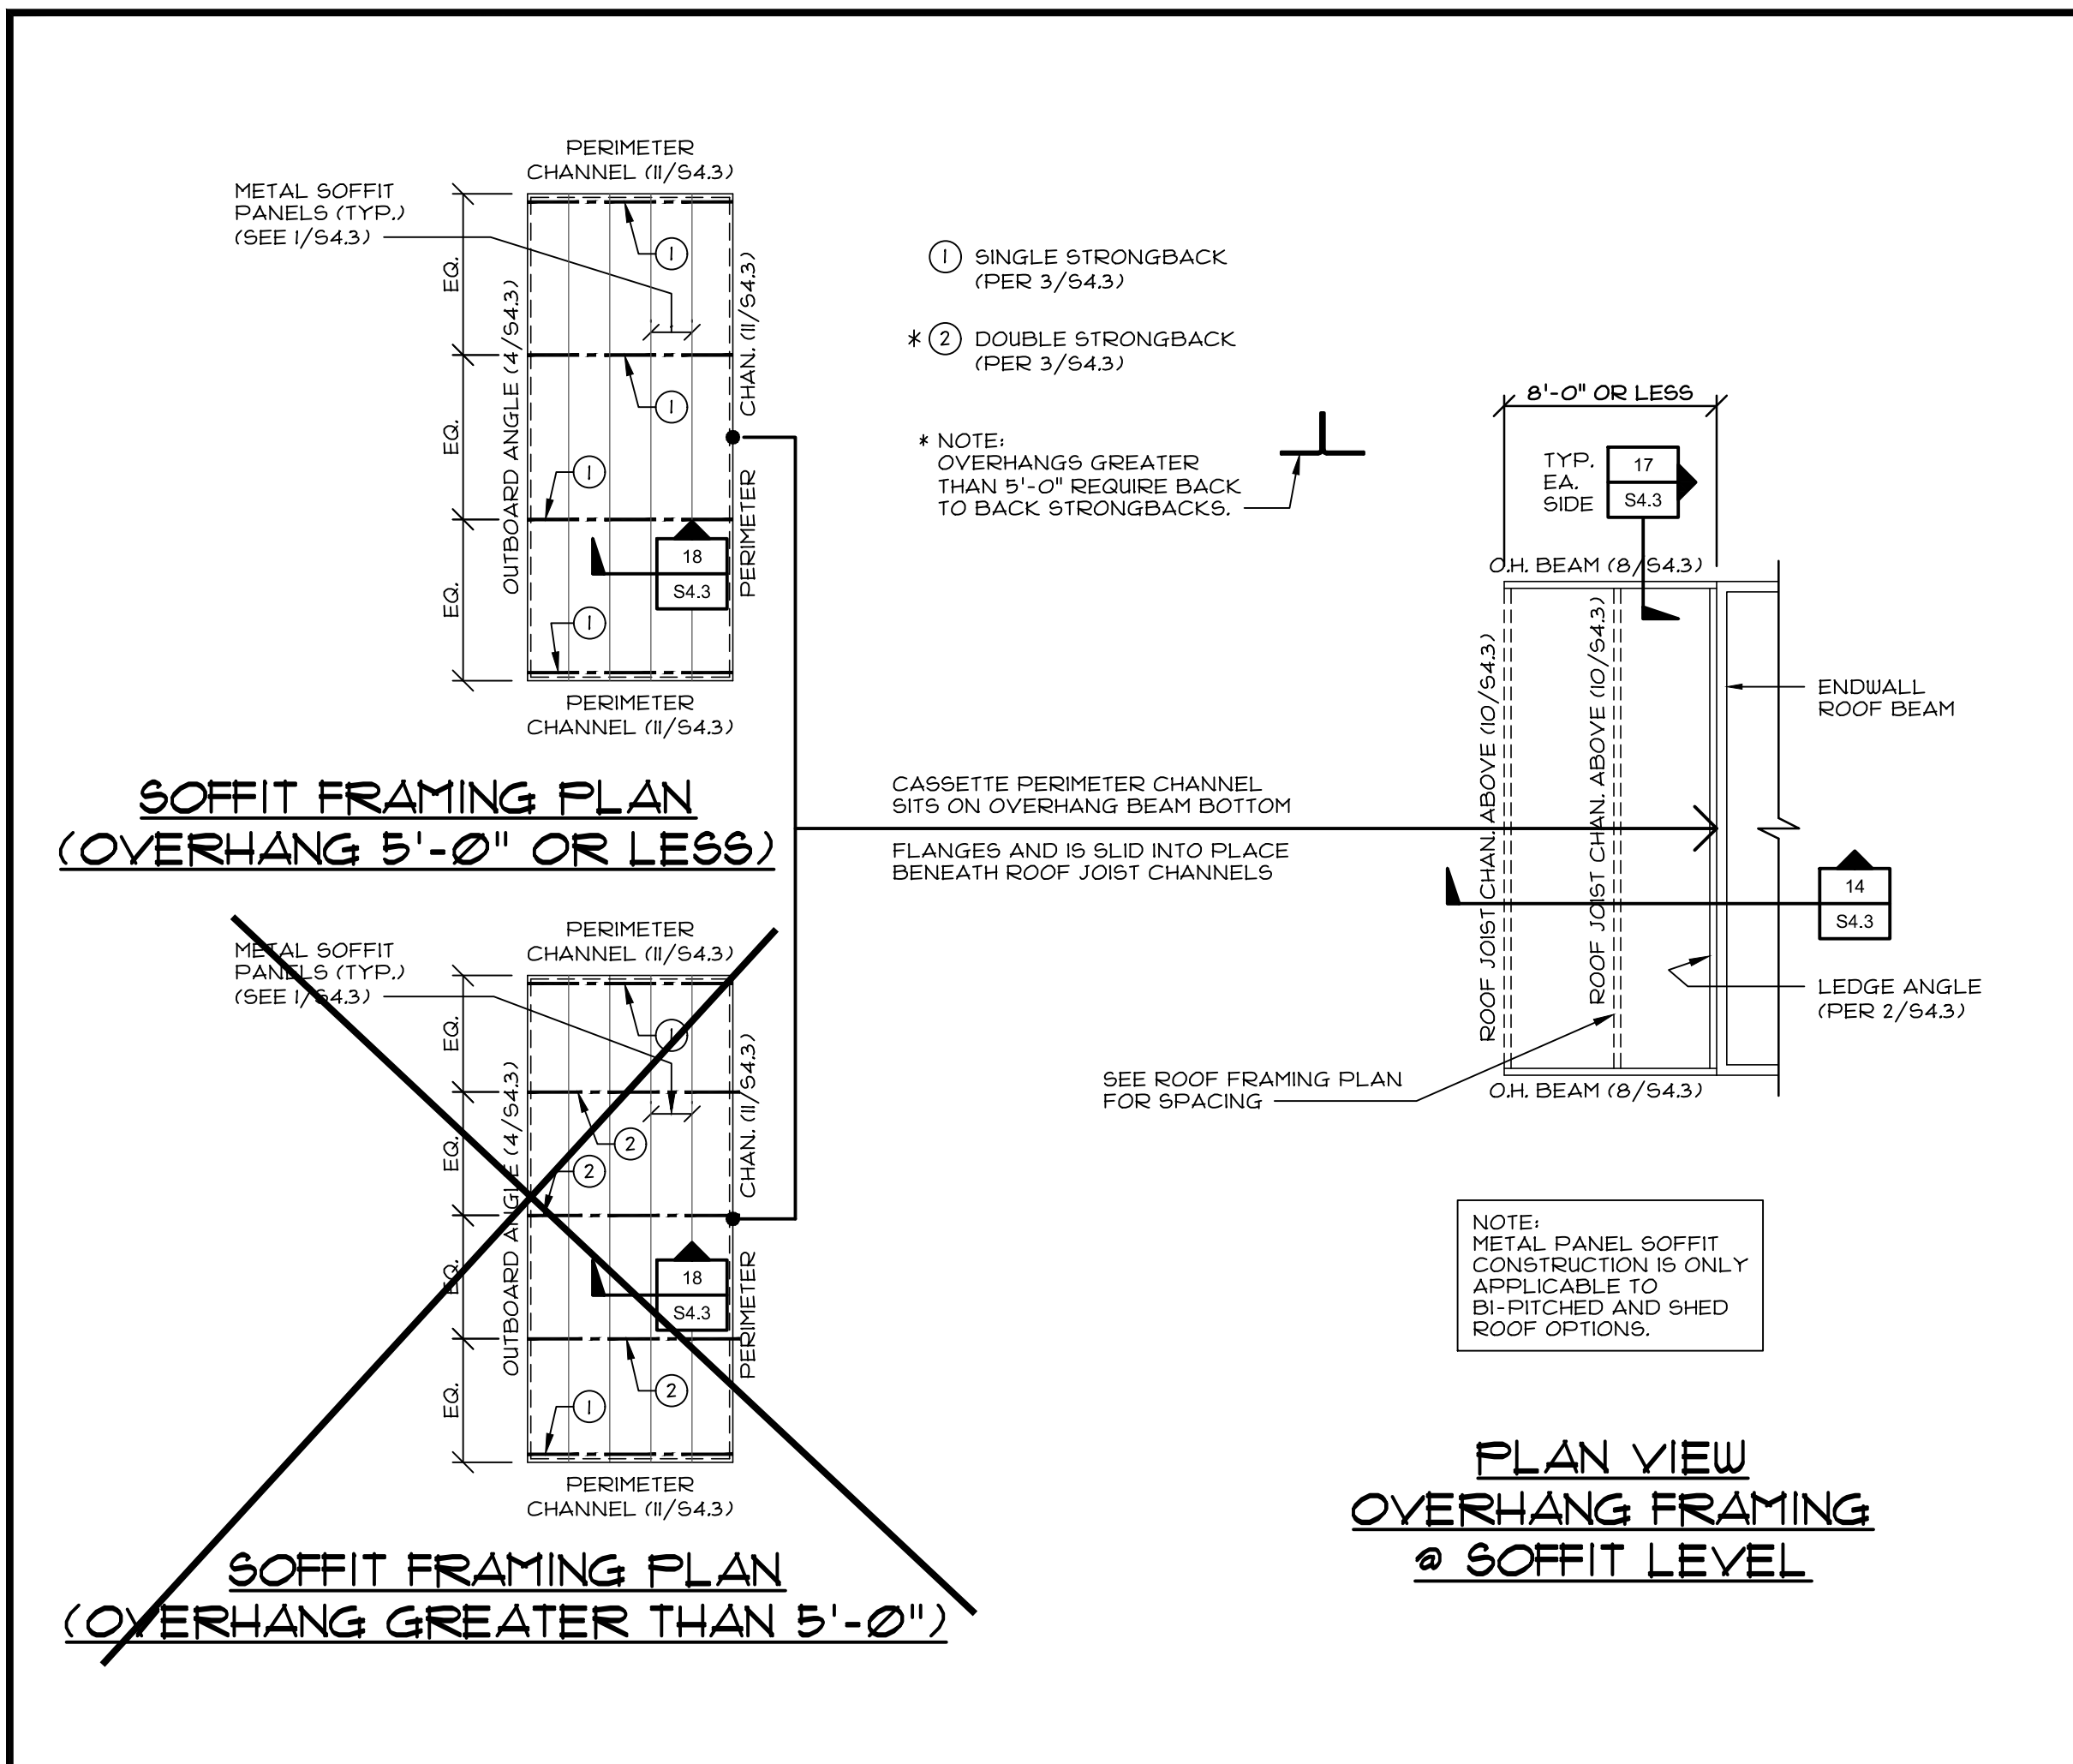 PERIMETER
CHANNEL (11/S4.3)
METAL SOFFIT
PANELS (TYP.)
(SEE 1/S4.3)
EQ.
EQ.
EQ.
OUTBOARD ANGLE (4/S4.3)
PERIMETER CHAN. (11/S4.3)
1
1
1
1
18
S4.3
PERIMETER
CHANNEL (11/S4.3)
SOFFIT FRAMING PLAN
(OVERHANG 5'-0" OR LESS)
1 SINGLE STRONGBACK
(PER 3/S4.3)
* 2 DOUBLE STRONGBACK
(PER 3/S4.3)
* NOTE:
OVERHANGS GREATER
THAN 5'-0" REQUIRE BACK
TO BACK STRONGBACKS.
CASSETTE PERIMETER CHANNEL
SITS ON OVERHANG BEAM BOTTOM
FLANGES AND IS SLID INTO PLACE
BENEATH ROOF JOIST CHANNELS
PERIMETER
CHANNEL (11/S4.3)
METAL SOFFIT
PANELS (TYP.)
(SEE 1/S4.3)
EQ.
EQ.
EQ.
EQ.
OUTBOARD ANGLE (4/S4.3)
PERIMETER CHAN. (11/S4.3)
1
2
2
18
S4.3
2
1
PERIMETER
CHANNEL (11/S4.3)
SOFFIT FRAMING PLAN
(OVERHANG GREATER THAN 5'-0")
8'-0" OR LESS
TYP.
EA.
SIDE
17
S4.3
O.H. BEAM (8/S4.3)
ROOF JOIST CHAN. ABOVE (10/S4.3)
ROOF JOIST CHAN. ABOVE (10/S4.3)
ENDWALL
ROOF BEAM
14
S4.3
LEDGE ANGLE
(PER 2/S4.3)
SEE ROOF FRAMING PLAN
FOR SPACING
O.H. BEAM (8/S4.3)
NOTE:
METAL PANEL SOFFIT
CONSTRUCTION IS ONLY
APPLICABLE TO
BI-PITCHED AND SHED
ROOF OPTIONS.
PLAN VIEW
OVERHANG FRAMING
@ SOFFIT LEVEL